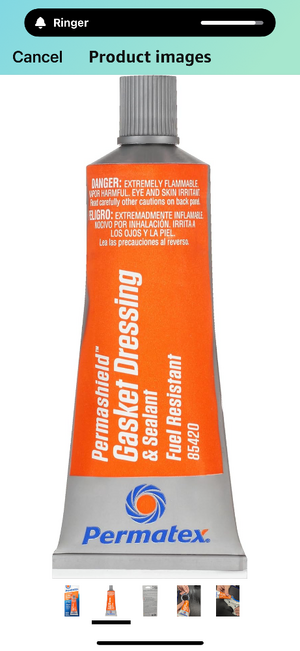 Ringer
Cancel Product images
DANGER: EXTREMELY FLAMMABLE.
VAPOR HARMFUL. EYE AND SKIN IRRITANT.
Read carefully other cautions on back panel.
PELIGRO: EXTREMADMENTE INFLAMABLE.
NOCIVO POR INHALACIÓN. IRRITA A
LOS OJOS Y LA PIEL.
Lea las precauciones al reverso.
Permashield™
Gasket Dressing
& Sealant
Fuel Resistant
85420
Permatex®